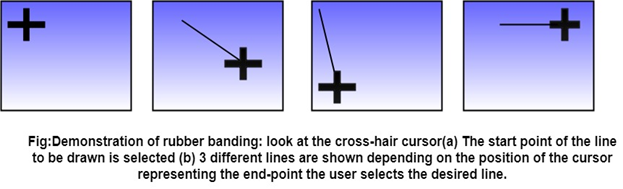 Fig:Demonstration of rubber banding: look at the cross-hair cursor(a) The start point of the line
to be drawn is selected (b) 3 different lines are shown depending on the position of the cursor
representing the end-point the user selects the desired line.